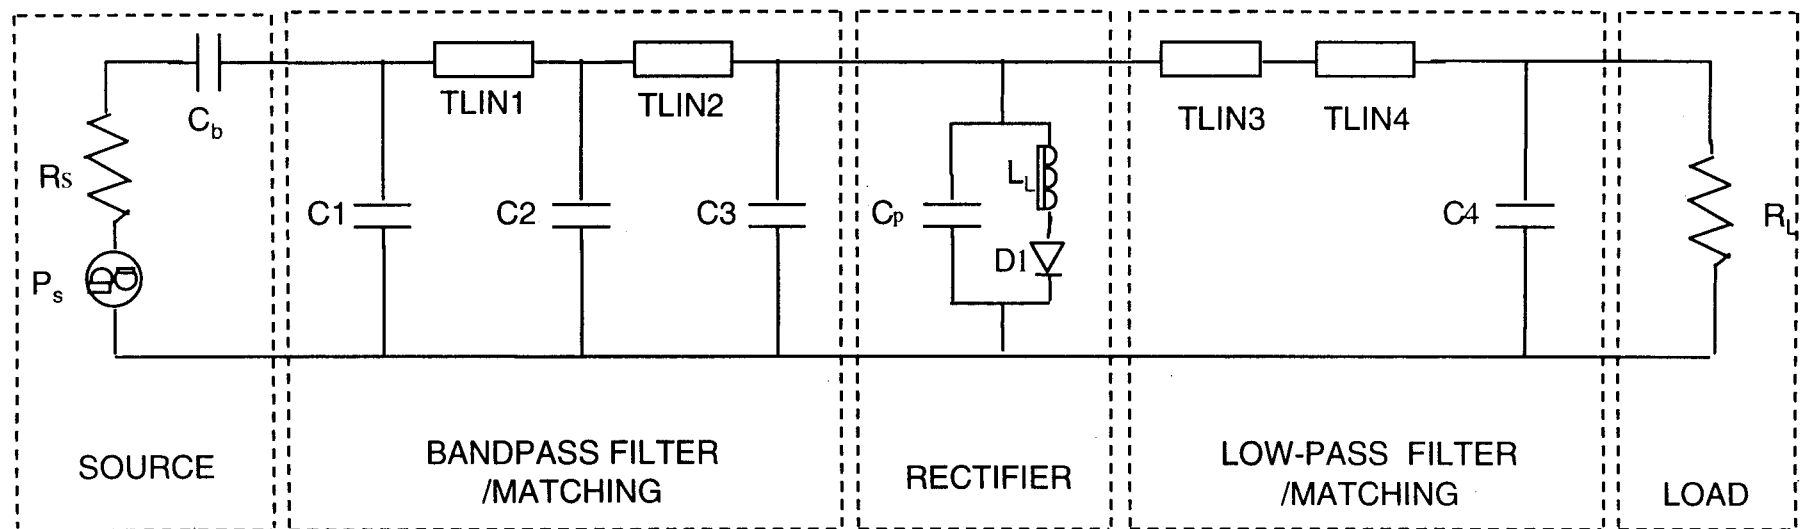 TLIN1
TLIN2
TLIN3
TLIN4
Cb
RS
Ps
C1
C2
C3
Cp
LL
D1
C4
RL
SOURCE
BANDPASS FILTER
/MATCHING
RECTIFIER
LOW-PASS FILTER
/MATCHING
LOAD